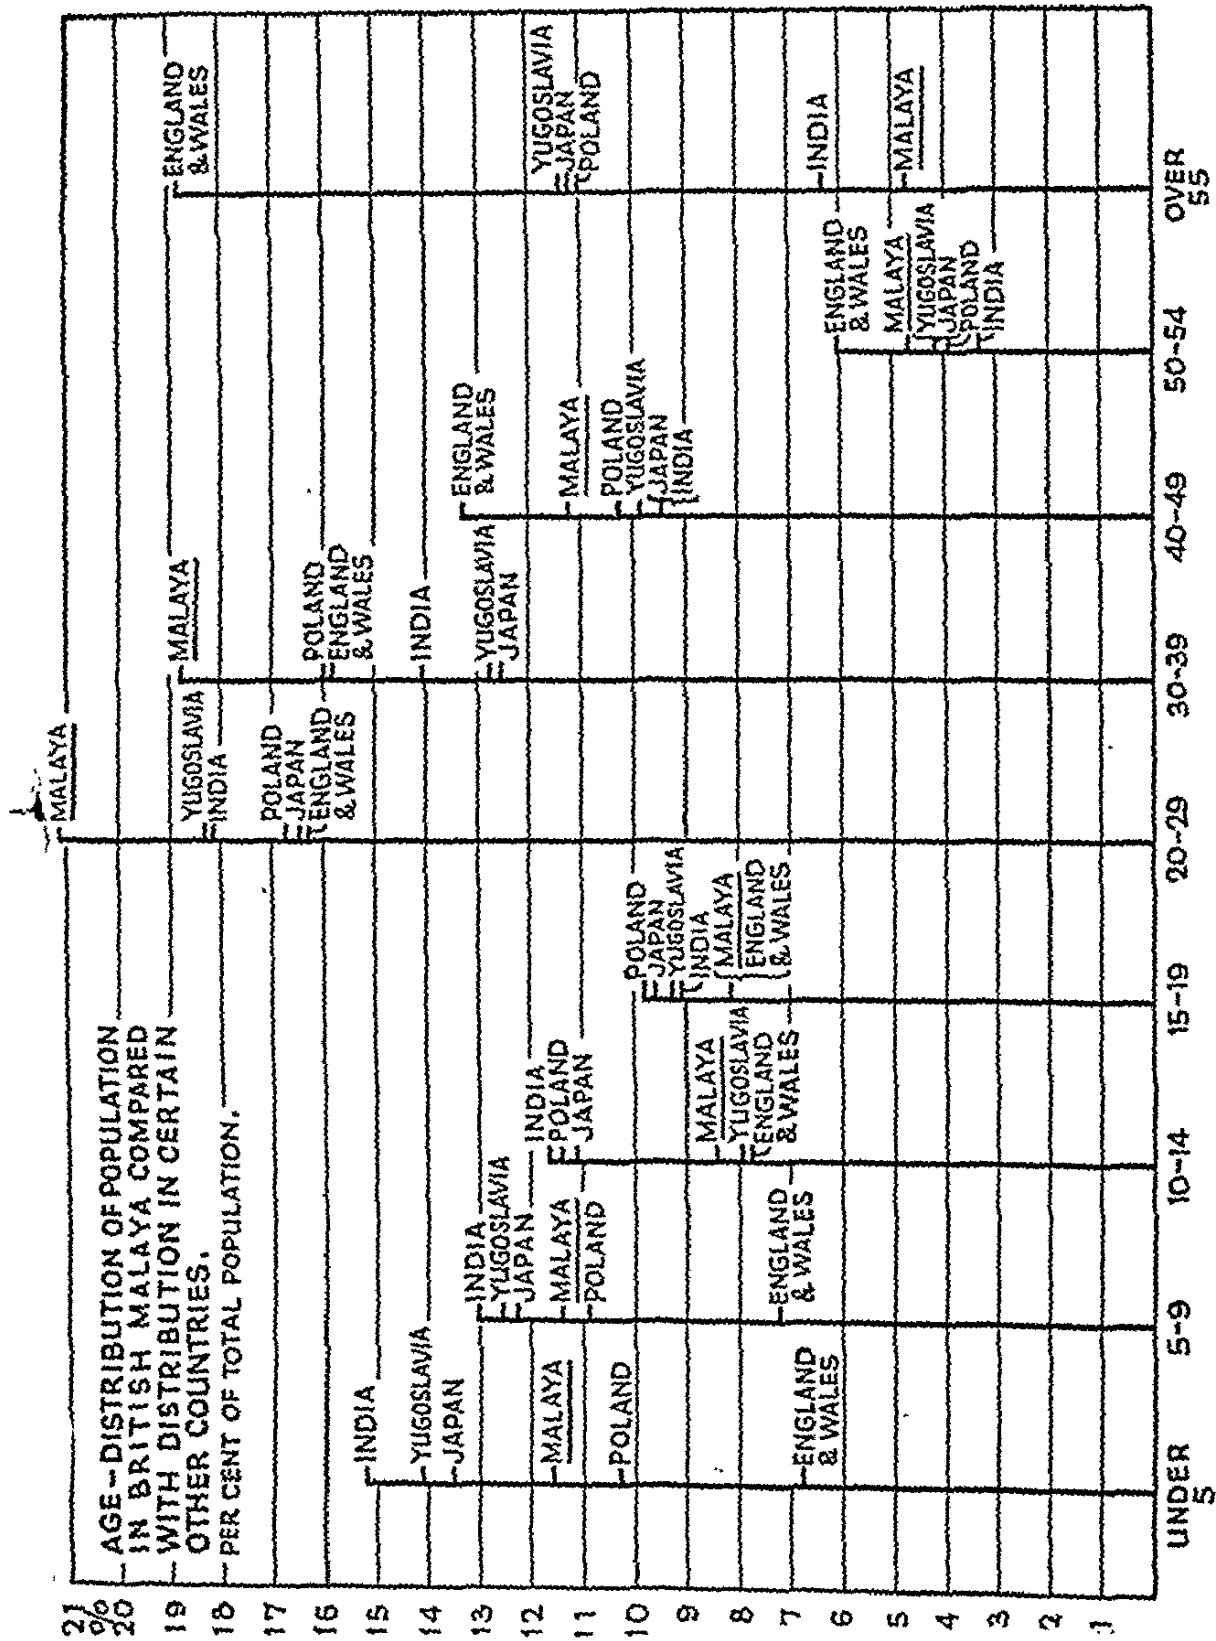 AGE-DISTRIBUTION OF POPULATION
IN BRITISH MALAYA COMPARED
WITH DISTRIBUTION IN CERTAIN
OTHER COUNTRIES.
PER CENT OF TOTAL POPULATION.
21
%
20
19
18
17
16
15
14
13
12
11
10
9
8
7
6
5
4
3
2
1
INDIA
YUGOSLAVIA
JAPAN
MALAYA
POLAND
ENGLAND
& WALES
UNDER
5
INDIA
YUGOSLAVIA
JAPAN
MALAYA
POLAND
ENGLAND
& WALES
5-9
INDIA
POLAND
JAPAN
MALAYA
YUGOSLAVIA
ENGLAND
& WALES
10-14
POLAND
JAPAN
YUGOSLAVIA
INDIA
MALAYA
ENGLAND
& WALES
15-19
MALAYA
YUGOSLAVIA
INDIA
POLAND
JAPAN
ENGLAND
& WALES
20-29
MALAYA
POLAND
ENGLAND
& WALES
INDIA
YUGOSLAVIA
JAPAN
30-39
ENGLAND
& WALES
MALAYA
POLAND
YUGOSLAVIA
JAPAN
INDIA
40-49
ENGLAND
& WALES
MALAYA
YUGOSLAVIA
JAPAN
POLAND
INDIA
50-54
ENGLAND
& WALES
YUGOSLAVIA
JAPAN
POLAND
INDIA
MALAYA
OVER
55